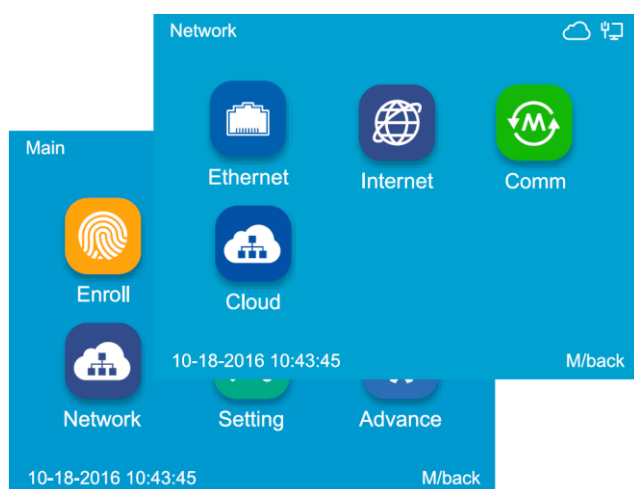 Network
Ethernet
Internet
M
Comm
Cloud
10-18-2016 10:43:45
M/back
Main
Enroll
Network
Setting
Advance
10-18-2016 10:43:45
M/back